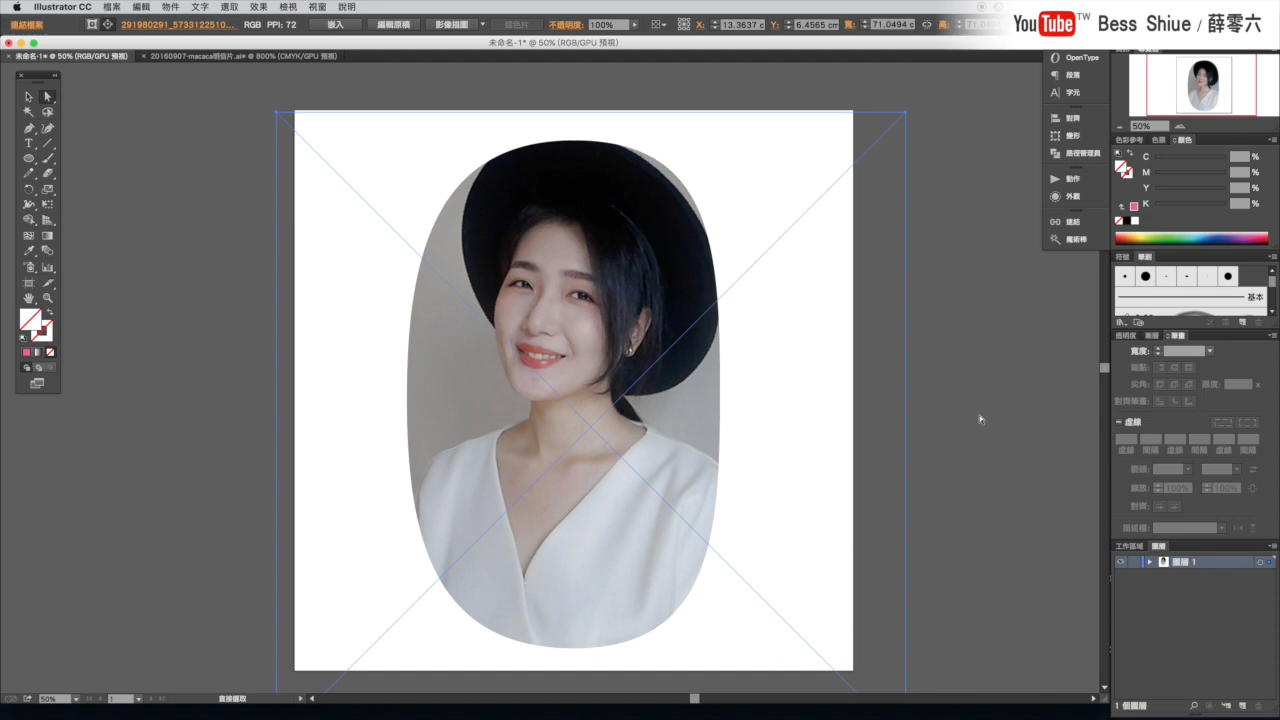 Illustrator CC 檔案 編輯 物件 文字 選取 效果 檢視 視窗 說明
連結檔案 291980291_5733122510... RGB PPI: 72 嵌入 編輯原稿 影像描圖 遮色片 不透明度: 100% X: 13.3637 c Y: 6.4565 cm 寬: 71.0494 c 高:
YouTube TW Bess Shiue / 薛零六
未命名-1* @ 50% (RGB/GPU 預視)
× 未命名-1* @ 50% (RGB/GPU 預視) × 20160907-macaca明信片.ai* @ 800% (CMYK/GPU 預視)
OpenType
段落
字元
對齊
變形
路徑管理員
動作
外觀
連結
魔術棒
50%
色彩參考 色票 顏色
C %
M %
Y %
K %
符號 筆刷
基本
3.00
透明度 漸層 筆畫
寬度:
端點:
尖角: 限度: x
對齊筆畫:
虛線
虛線 間隔 虛線 間隔 虛線 間隔
箭頭:
縮放: 100% 100%
對齊:
描述檔:
工作區域 圖層
圖層 1
1 個圖層
50% 1 直接選取